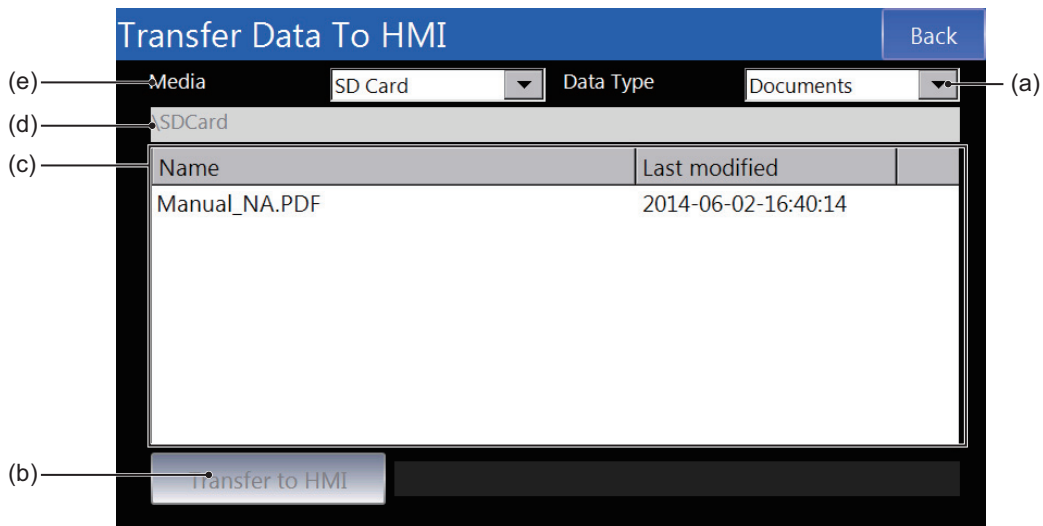 Transfer Data To HMI Back
(e) Media SD Card Data Type Documents (a)
(d) \SDCard
(c) Name Last modified
Manual_NA.PDF 2014-06-02-16:40:14
(b) Transfer to HMI